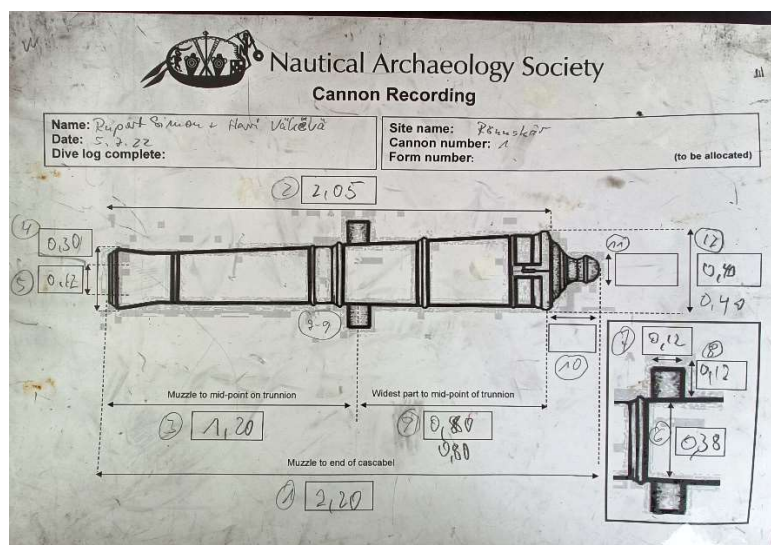 Nautical Archaeology Society
Cannon Recording
Name: Rupert Simon + Harri
Date: 5.7.22
Dive log complete:
Site name: Rönnskär
Cannon number: 1
Form number:
(to be allocated)
② 2,05
④ 0,30
⑤ 0,12
⑪
⑫ 0,40
0,40
⑩
⑦ 0,12
⑧ 0,12
⑥ 0,38
Muzzle to mid-point on trunnion
③ 1,20
Widest part to mid-point of trunnion
⑨ 0,80
0,80
Muzzle to end of cascabel
① 2,20